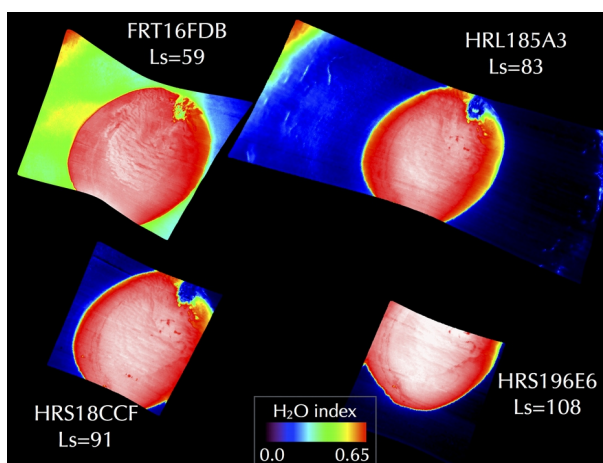 FRT16FDB
Ls=59
HRL185A3
Ls=83
HRS18CCF
Ls=91
HRS196E6
Ls=108
H₂O index
0.0 0.65